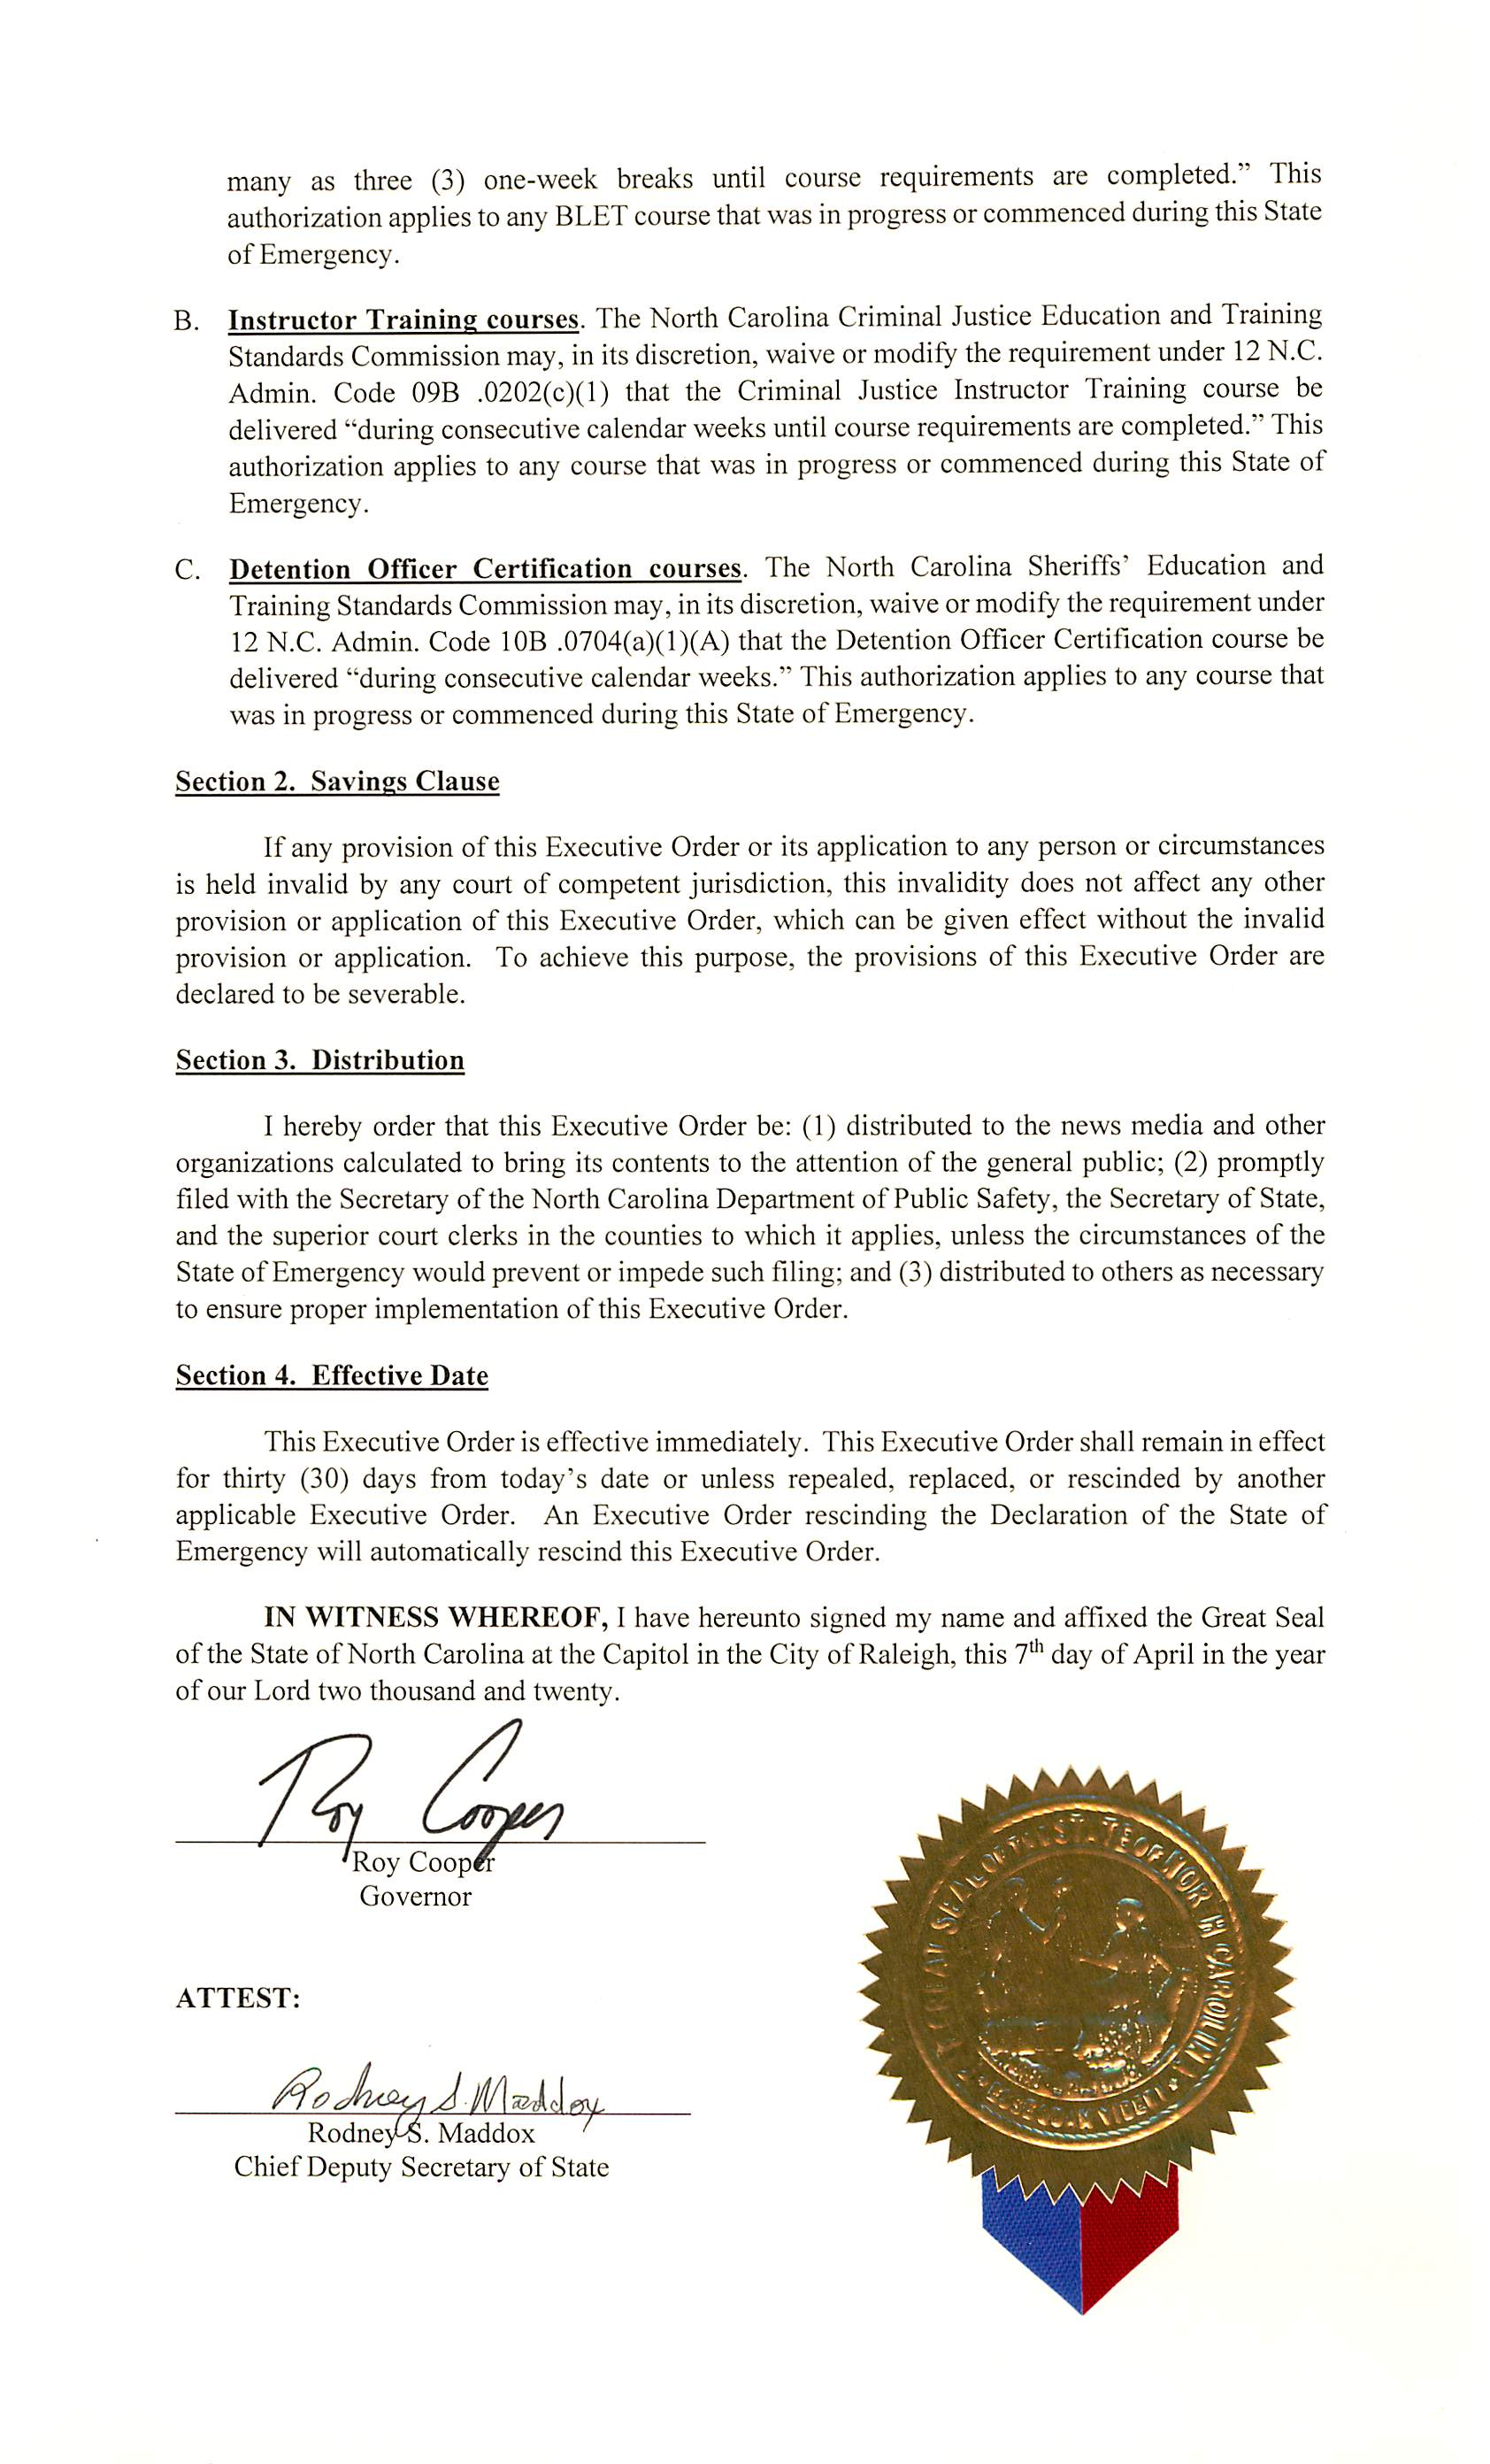 many as three (3) one-week breaks until course requirements are completed.” This
authorization applies to any BLET course that was in progress or commenced during this State
of Emergency.
B. Instructor Training courses. The North Carolina Criminal Justice Education and Training
Standards Commission may, in its discretion, waive or modify the requirement under 12 N.C.
Admin. Code 09B .0202(c)(1) that the Criminal Justice Instructor Training course be
delivered “during consecutive calendar weeks until course requirements are completed.” This
authorization applies to any course that was in progress or commenced during this State of
Emergency.
C. Detention Officer Certification courses. The North Carolina Sheriffs’ Education and
Training Standards Commission may, in its discretion, waive or modify the requirement under
12 N.C. Admin. Code 10B .0704(a)(1)(A) that the Detention Officer Certification course be
delivered “during consecutive calendar weeks.” This authorization applies to any course that
was in progress or commenced during this State of Emergency.
Section 2. Savings Clause
If any provision of this Executive Order or its application to any person or circumstances
is held invalid by any court of competent jurisdiction, this invalidity does not affect any other
provision or application of this Executive Order, which can be given effect without the invalid
provision or application. To achieve this purpose, the provisions of this Executive Order are
declared to be severable.
Section 3. Distribution
I hereby order that this Executive Order be: (1) distributed to the news media and other
organizations calculated to bring its contents to the attention of the general public; (2) promptly
filed with the Secretary of the North Carolina Department of Public Safety, the Secretary of State,
and the superior court clerks in the counties to which it applies, unless the circumstances of the
State of Emergency would prevent or impede such filing; and (3) distributed to others as necessary
to ensure proper implementation of this Executive Order.
Section 4. Effective Date
This Executive Order is effective immediately. This Executive Order shall remain in effect
for thirty (30) days from today’s date or unless repealed, replaced, or rescinded by another
applicable Executive Order. An Executive Order rescinding the Declaration of the State of
Emergency will automatically rescind this Executive Order.
IN WITNESS WHEREOF, I have hereunto signed my name and affixed the Great Seal
of the State of North Carolina at the Capitol in the City of Raleigh, this 7th day of April in the year
of our Lord two thousand and twenty.
Roy Cooper
Roy Cooper
Governor
ATTEST:
Rodney S. Maddox
Rodney S. Maddox
Chief Deputy Secretary of State
SEAL OF THE STATE OF NORTH CAROLINA